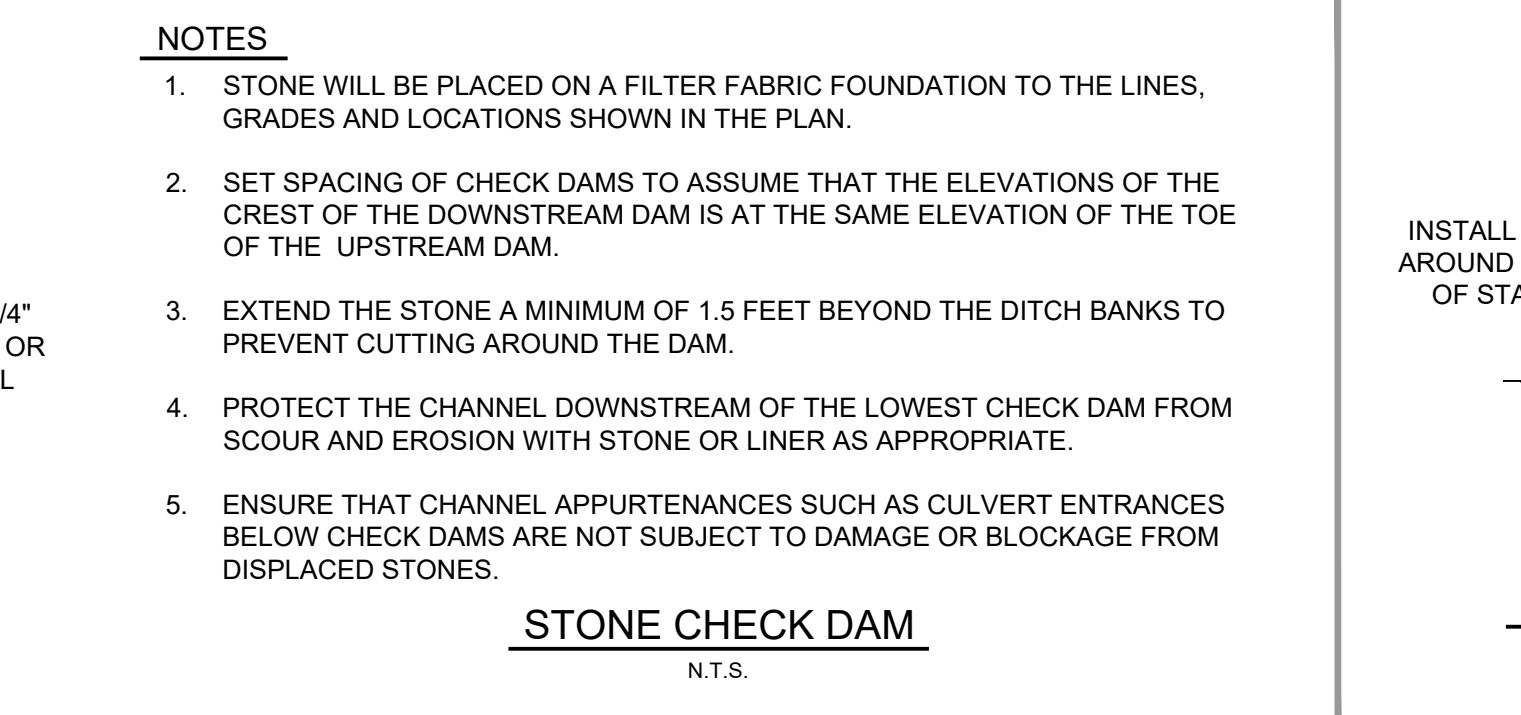 NOTES
1. STONE WILL BE PLACED ON A FILTER FABRIC FOUNDATION TO THE LINES,
GRADES AND LOCATIONS SHOWN IN THE PLAN.
2. SET SPACING OF CHECK DAMS TO ASSUME THAT THE ELEVATIONS OF THE
CREST OF THE DOWNSTREAM DAM IS AT THE SAME ELEVATION OF THE TOE
OF THE UPSTREAM DAM.
3. EXTEND THE STONE A MINIMUM OF 1.5 FEET BEYOND THE DITCH BANKS TO
PREVENT CUTTING AROUND THE DAM.
4. PROTECT THE CHANNEL DOWNSTREAM OF THE LOWEST CHECK DAM FROM
SCOUR AND EROSION WITH STONE OR LINER AS APPROPRIATE.
5. ENSURE THAT CHANNEL APPURTENANCES SUCH AS CULVERT ENTRANCES
BELOW CHECK DAMS ARE NOT SUBJECT TO DAMAGE OR BLOCKAGE FROM
DISPLACED STONES.
STONE CHECK DAM
N.T.S.
/4"
OR
L
INSTALL
AROUND
OF STA